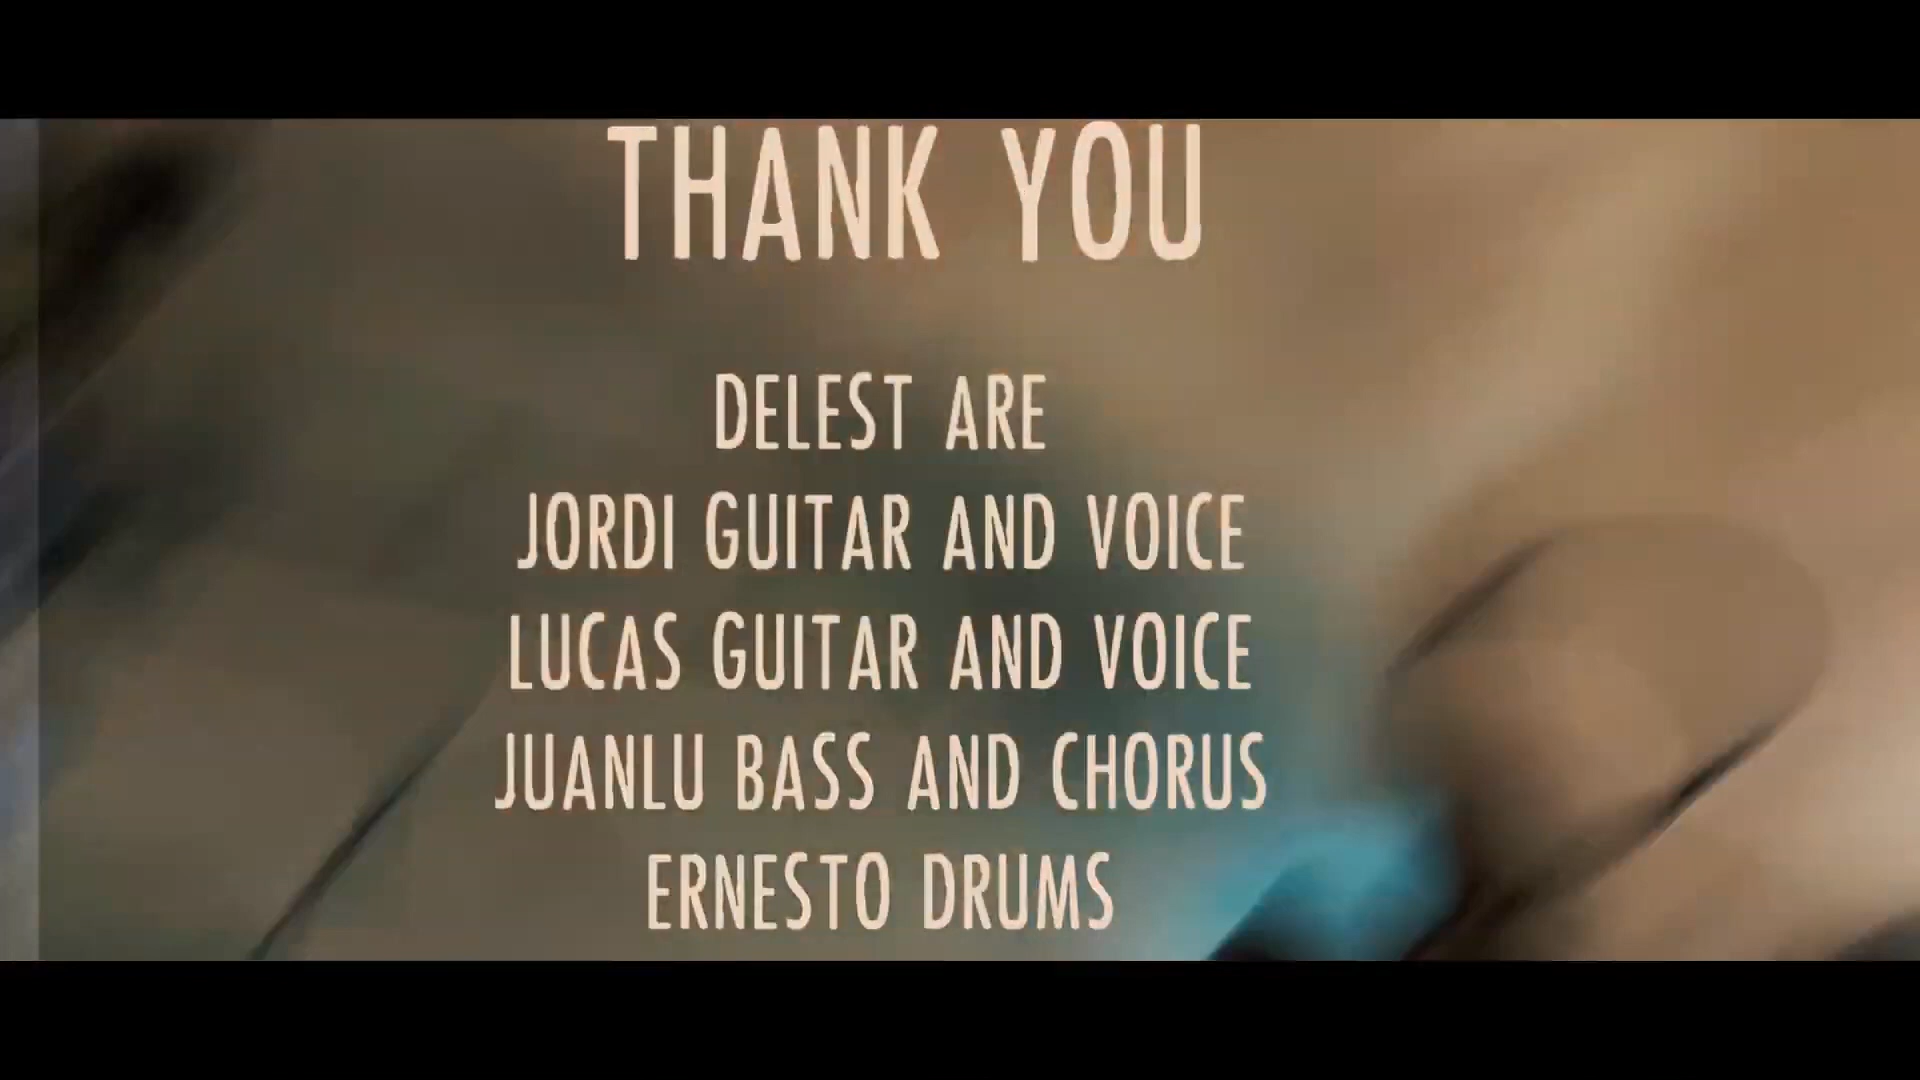 THANK YOU
DELEST ARE
JORDI GUITAR AND VOICE
LUCAS GUITAR AND VOICE
JUANLU BASS AND CHORUS
ERNESTO DRUMS